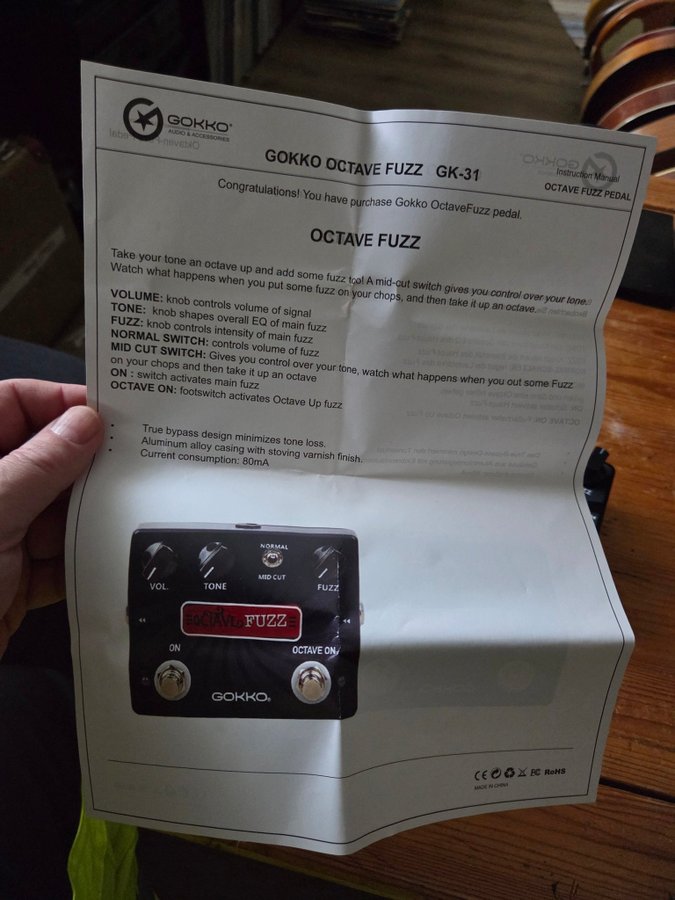 GOKKO®
AUDIO & ACCESSORIES
GOKKO OCTAVE FUZZ GK-31
Instruction Manual
OCTAVE FUZZ PEDAL
Congratulations! You have purchase Gokko OctaveFuzz pedal.
OCTAVE FUZZ
Take your tone an octave up and add some fuzz too! A mid-cut switch gives you control over your tone.
Watch what happens when you put some fuzz on your chops, and then take it up an octave.
VOLUME: knob controls volume of signal
TONE: knob shapes overall EQ of main fuzz
FUZZ: knob controls intensity of main fuzz
NORMAL SWITCH: controls volume of fuzz
MID CUT SWITCH: Gives you control over your tone, watch what happens when you out some Fuzz
on your chops and then take it up an octave
ON : switch activates main fuzz
OCTAVE ON: footswitch activates Octave Up fuzz
• True bypass design minimizes tone loss.
• Aluminum alloy casing with stoving varnish finish.
• Current consumption: 80mA
NORMAL
VOL. TONE MID CUT FUZZ
OCTAVE FUZZ
ON OCTAVE ON
GOKKO®
CE FC RoHS
MADE IN CHINA